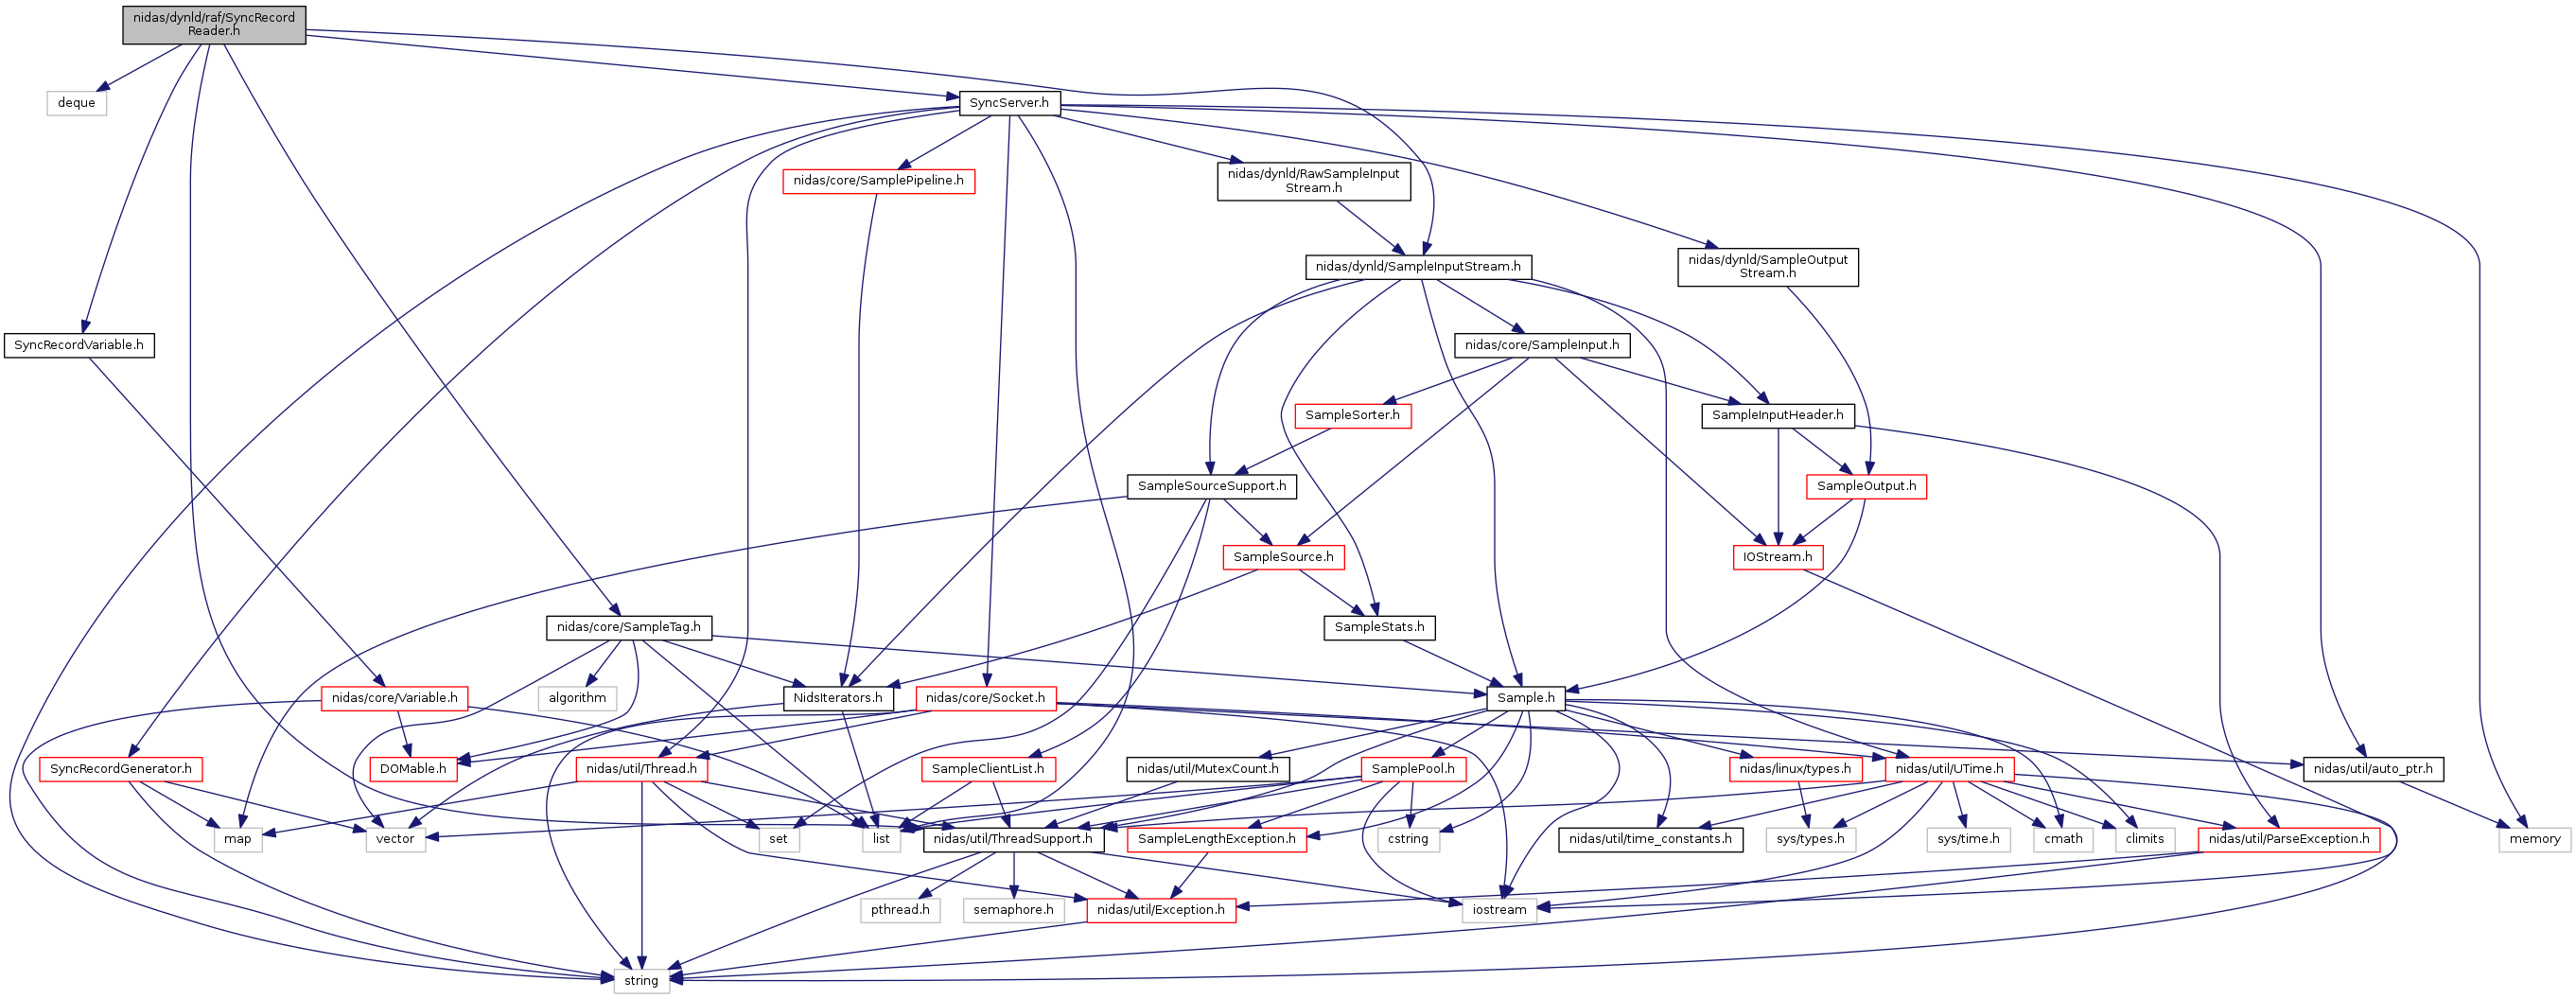 nidas/dynld/raf/SyncRecord
Reader.h
deque
SyncServer.h
nidas/core/SamplePipeline.h
nidas/dynld/RawSampleInput
Stream.h
nidas/dynld/SampleInputStream.h
nidas/dynld/SampleOutput
Stream.h
SyncRecordVariable.h
nidas/core/SampleInput.h
SampleSorter.h
SampleInputHeader.h
SampleSourceSupport.h
SampleOutput.h
SampleSource.h
IOStream.h
nidas/core/SampleTag.h
SampleStats.h
nidas/core/Variable.h
algorithm
NidsIterators.h
nidas/core/Socket.h
Sample.h
SyncRecordGenerator.h
DOMable.h
nidas/util/Thread.h
SampleClientList.h
nidas/util/MutexCount.h
SamplePool.h
nidas/linux/types.h
nidas/util/UTime.h
nidas/util/auto_ptr.h
map
vector
set
list
nidas/util/ThreadSupport.h
SampleLengthException.h
cstring
nidas/util/time_constants.h
sys/types.h
sys/time.h
cmath
climits
nidas/util/ParseException.h
memory
pthread.h
semaphore.h
nidas/util/Exception.h
iostream
string